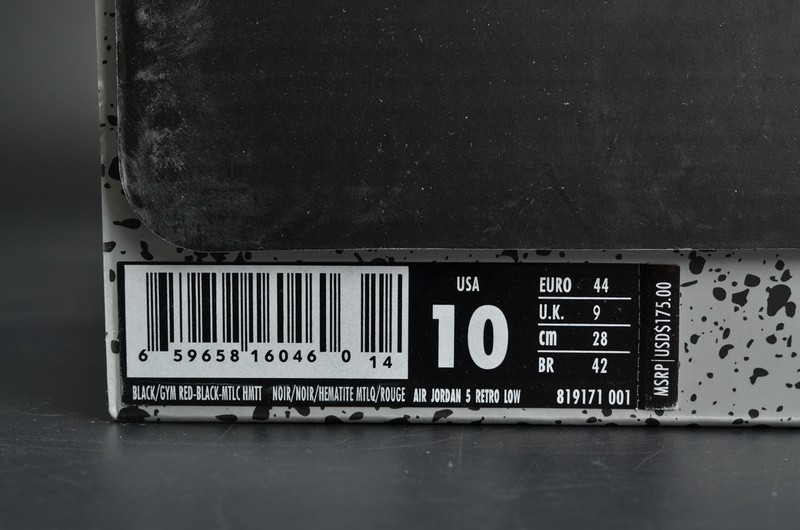 6 59658 16046 0 14
USA
10
EURO 44
U.K. 9
cm 28
BR 42
MSRP|USD$175.00
BLACK/GYM RED-BLACK-MTLC HMTT NOIR/NOIR/HEMATITE MTLQ/ROUGE AIR JORDAN 5 RETRO LOW 819171 001